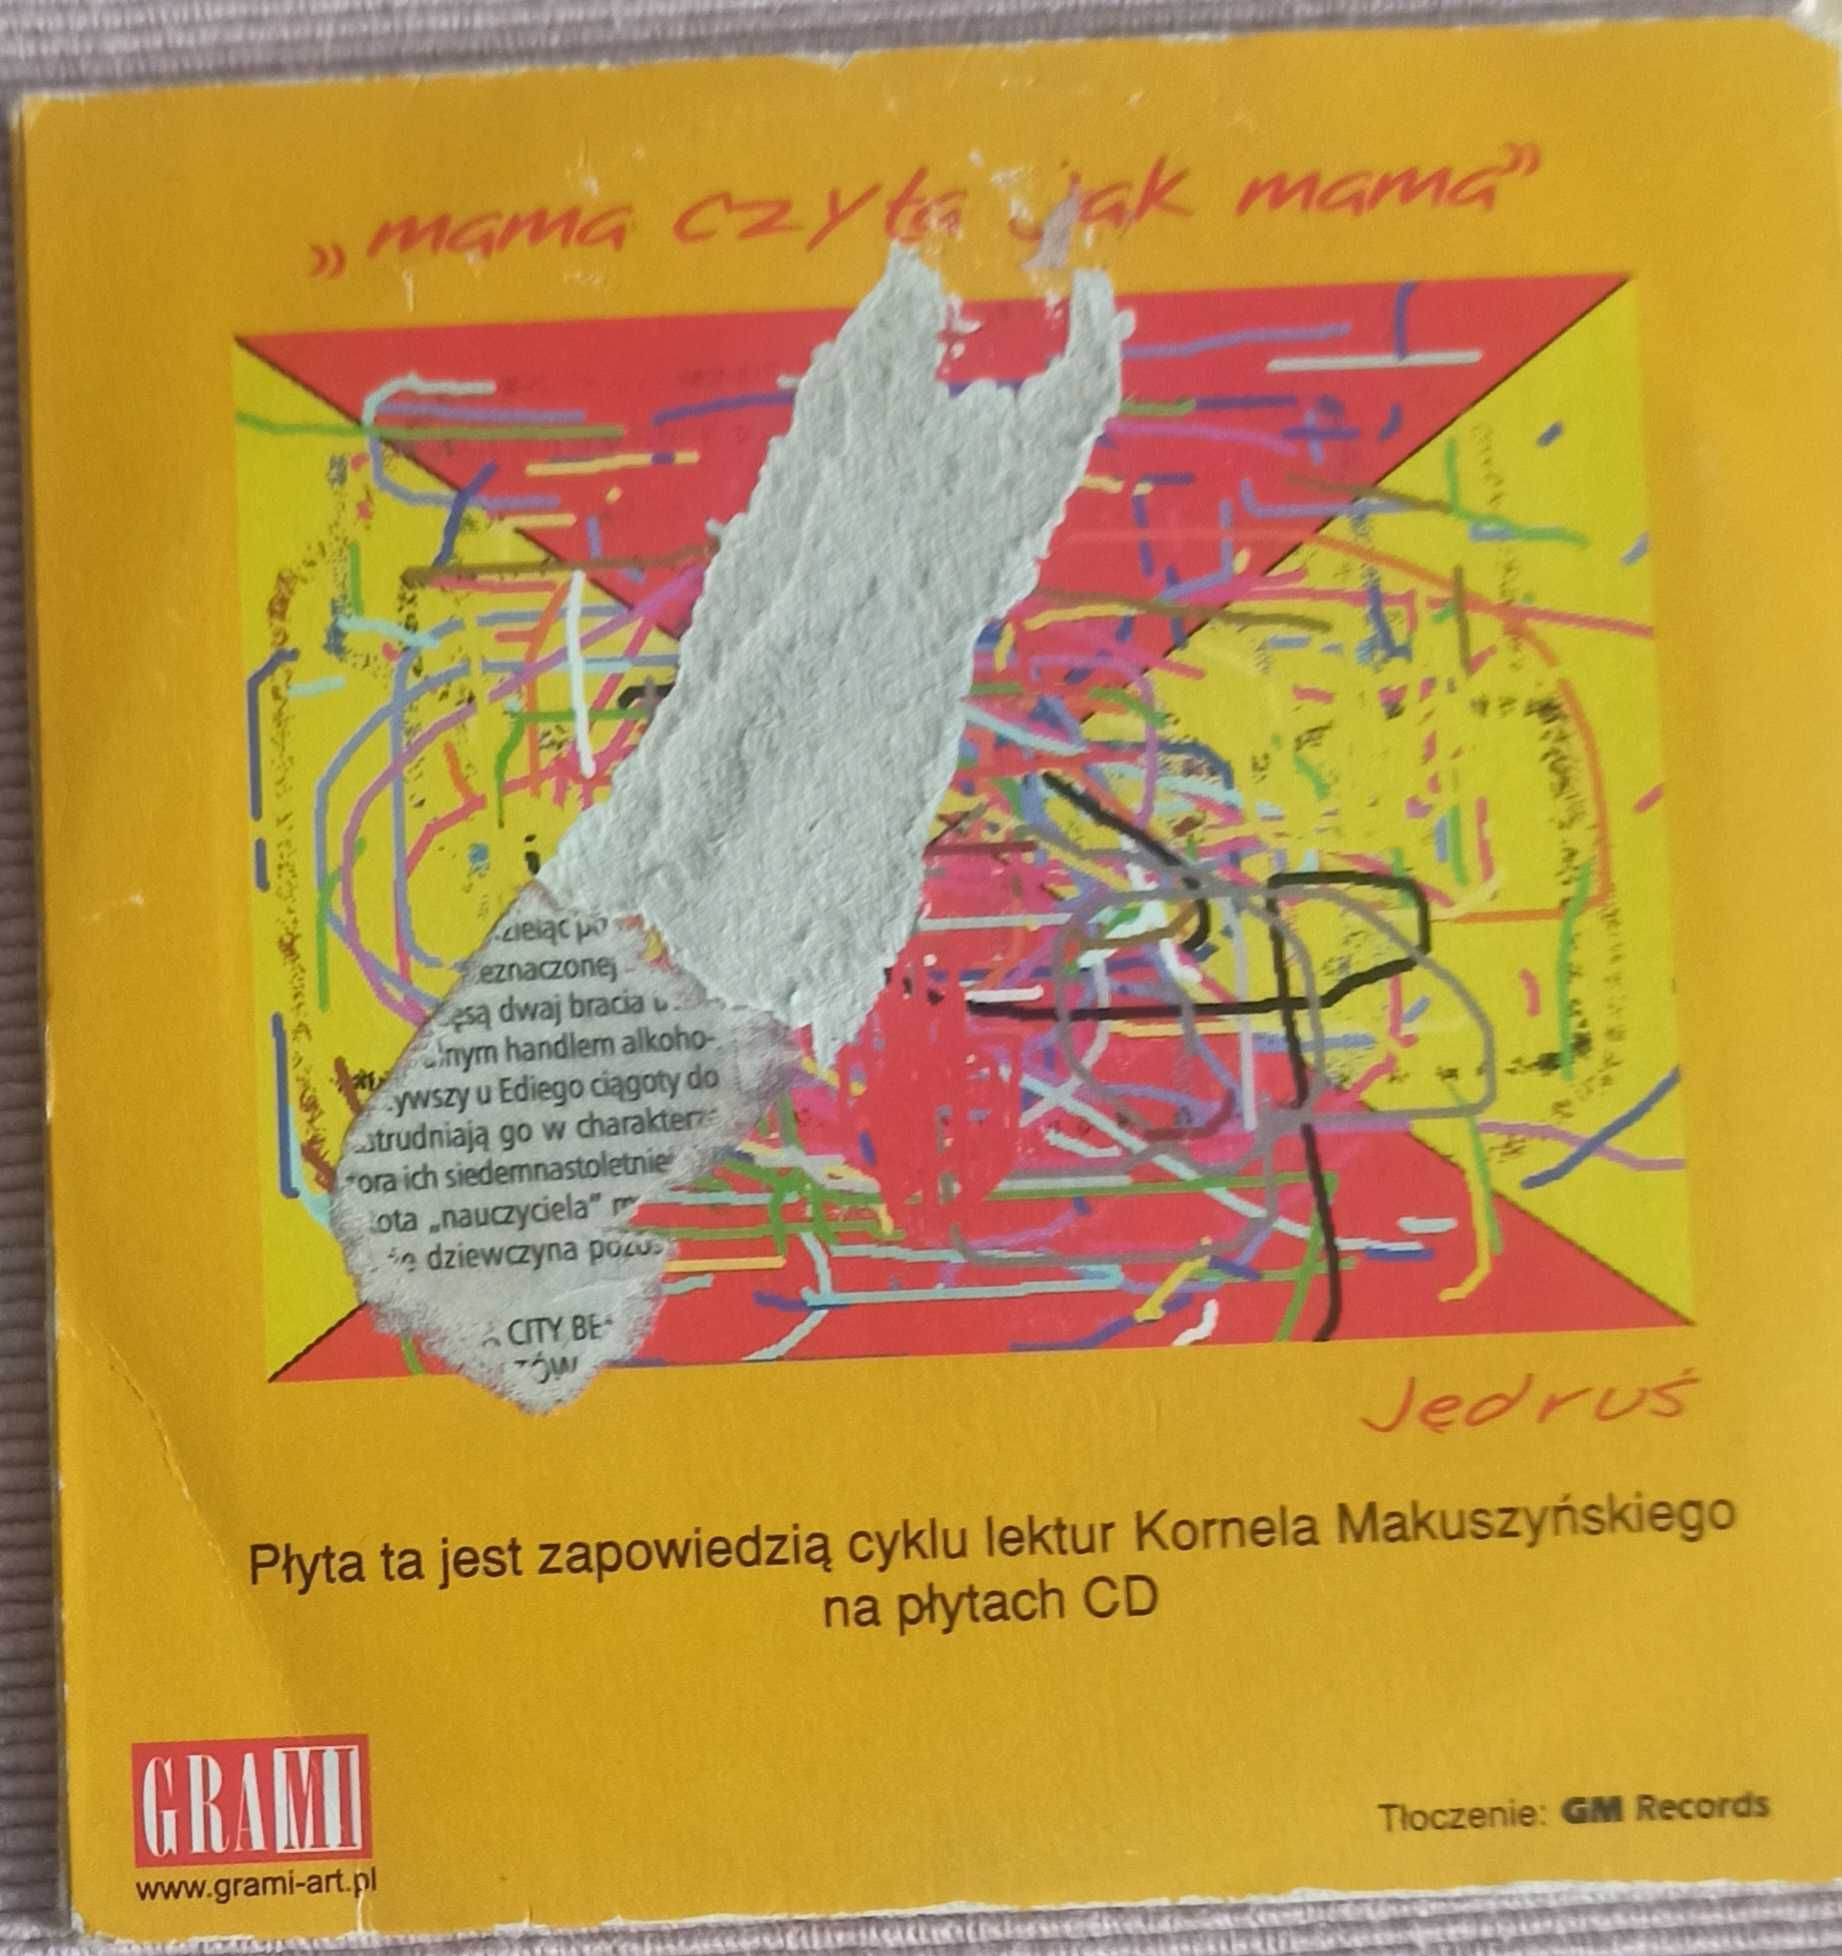 „mama czyta jak mama”
eznaczonej
dwaj bracia
handlem alkoho-
u Ediego ciągoty do
go w charakterze
ich siedemnastoletnie
„nauczyciela”
dziewczyna
CITY
Jędruś
Płyta ta jest zapowiedzią cyklu lektur Kornela Makuszyńskiego
na płytach CD
GRAMI
www.grami-art.pl
Tłoczenie: GM Records